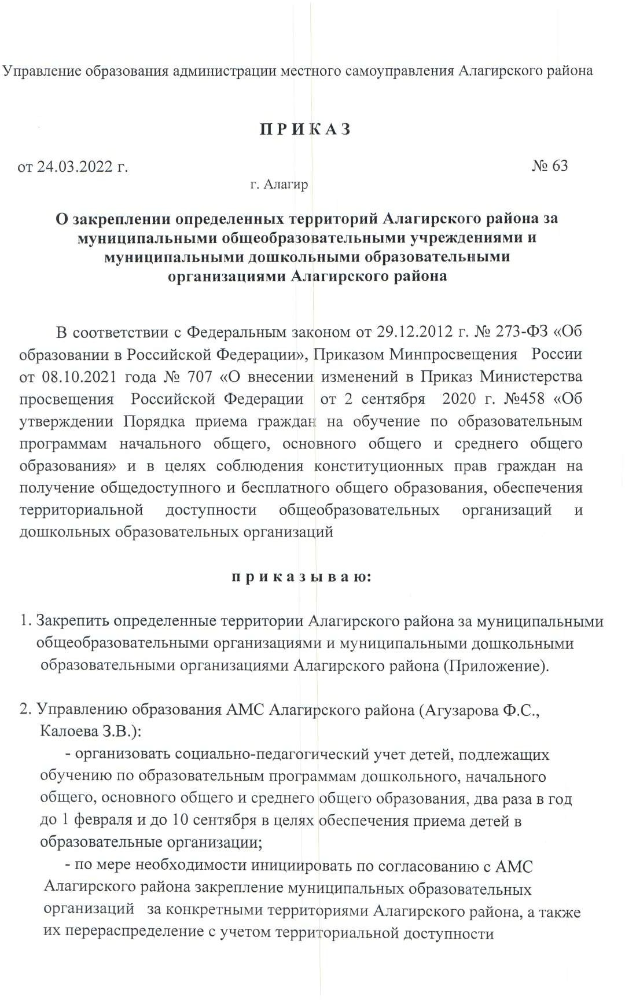 Управление образования администрации местного самоуправления Алагирского района
П Р И К А З
от 24.03.2022 г. № 63
г. Алагир
О закреплении определенных территорий Алагирского района за
муниципальными общеобразовательными учреждениями и
муниципальными дошкольными образовательными
организациями Алагирского района
В соответствии с Федеральным законом от 29.12.2012 г. № 273-ФЗ «Об
образовании в Российской Федерации», Приказом Минпросвещения России
от 08.10.2021 года № 707 «О внесении изменений в Приказ Министерства
просвещения Российской Федерации от 2 сентября 2020 г. №458 «Об
утверждении Порядка приема граждан на обучение по образовательным
программам начального общего, основного общего и среднего общего
образования» и в целях соблюдения конституционных прав граждан на
получение общедоступного и бесплатного общего образования, обеспечения
территориальной доступности общеобразовательных организаций и
дошкольных образовательных организаций
п р и к а з ы в а ю:
1. Закрепить определенные территории Алагирского района за муниципальными
общеобразовательными организациями и муниципальными дошкольными
образовательными организациями Алагирского района (Приложение).
2. Управлению образования АМС Алагирского района (Агузарова Ф.С.,
Калоева З.В.):
- организовать социально-педагогический учет детей, подлежащих
обучению по образовательным программам дошкольного, начального
общего, основного общего и среднего общего образования, два раза в год
до 1 февраля и до 10 сентября в целях обеспечения приема детей в
образовательные организации;
- по мере необходимости инициировать по согласованию с АМС
Алагирского района закрепление муниципальных образовательных
организаций за конкретными территориями Алагирского района, а также
их перераспределение с учетом территориальной доступности